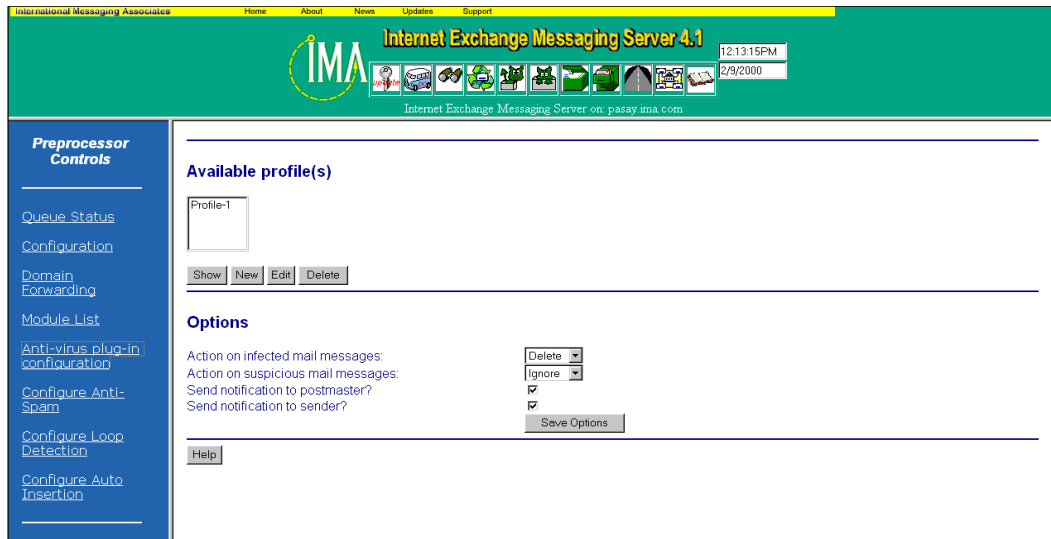 International Messaging Associates Home About News Updates Support
IMA
Internet Exchange Messaging Server 4.1
12:13:15PM
2/9/2000
update
Internet Exchange Messaging Server on: pasay.ima.com
Preprocessor
Controls
Queue Status
Configuration
Domain
Forwarding
Module List
Anti-virus plug-in
configuration
Configure Anti-
Spam
Configure Loop
Detection
Configure Auto
Insertion
Available profile(s)
Profile-1
Show New Edit Delete
Options
Action on infected mail messages: Delete
Action on suspicious mail messages: Ignore
Send notification to postmaster?
Send notification to sender?
Save Options
Help